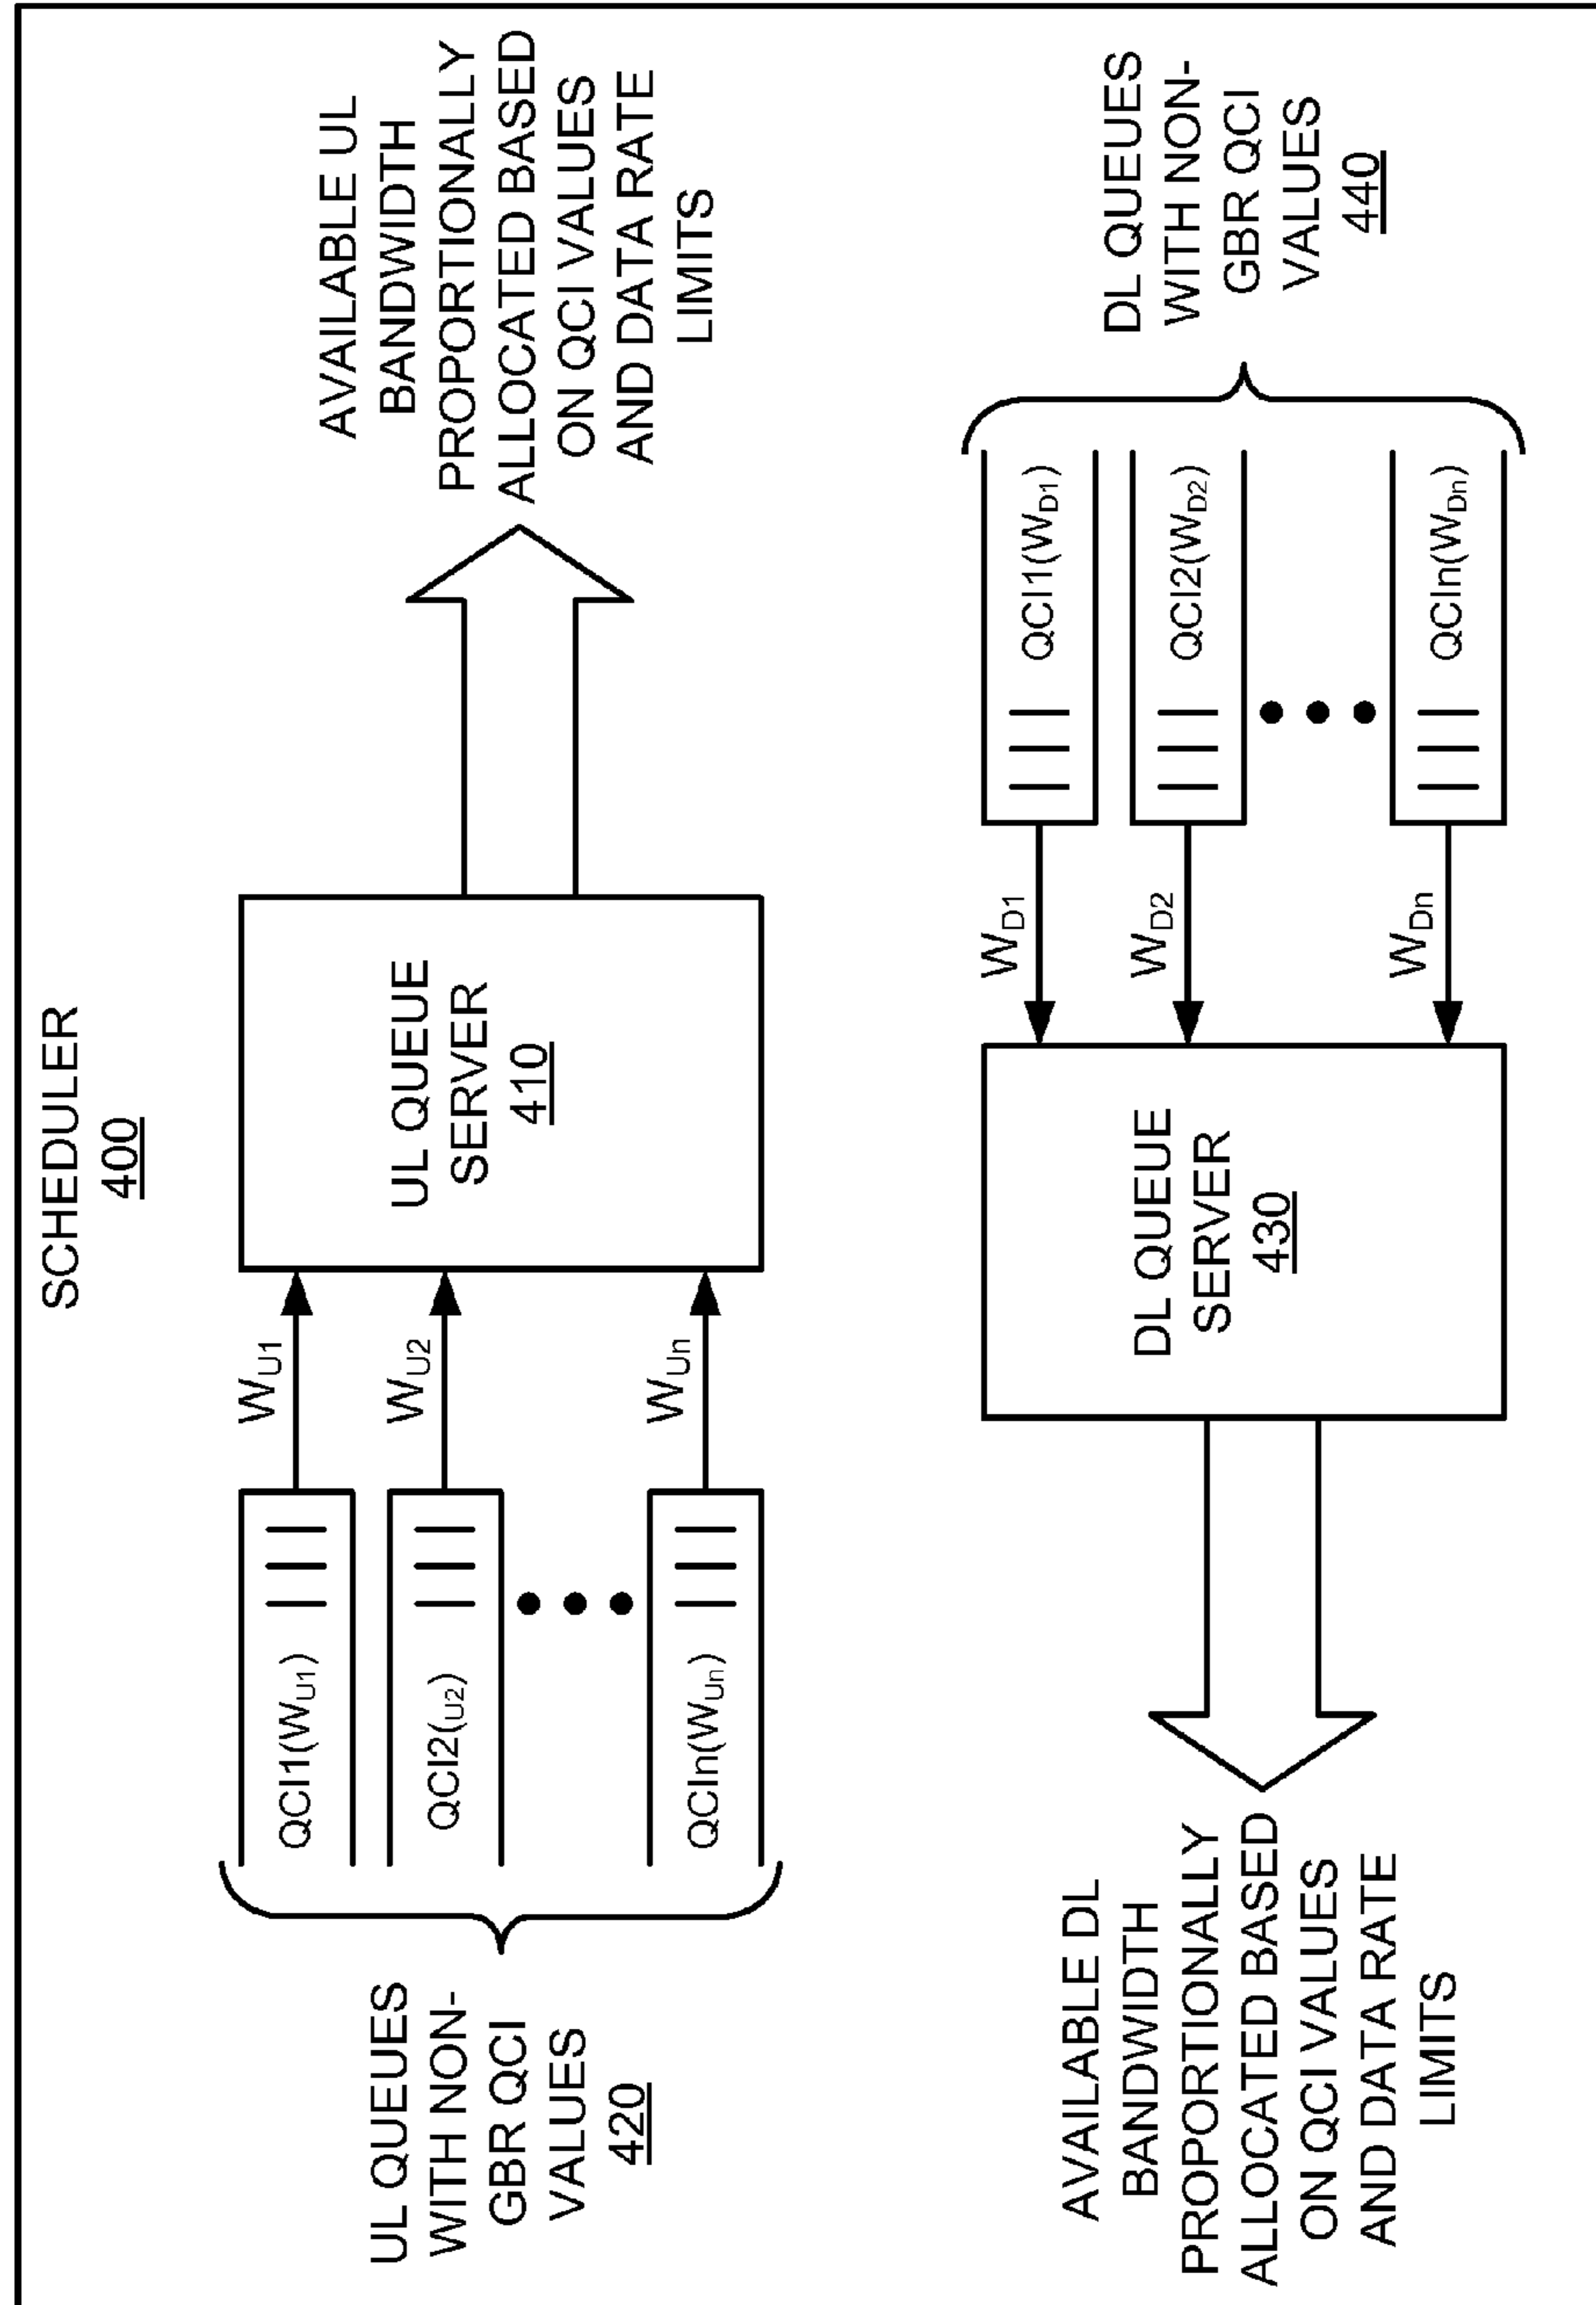 SCHEDULER
400
UL QUEUES
WITH NON-
GBR QCI
VALUES
420
QCI1(WU1)
QCI2(U2)
QCIn(WUn)
WU1
WU2
WUn
UL QUEUE
SERVER
410
AVAILABLE UL
BANDWIDTH
PROPORTIONALLY
ALLOCATED BASED
ON QCI VALUES
AND DATA RATE
LIMITS
AVAILABLE DL
BANDWIDTH
PROPORTIONALLY
ALLOCATED BASED
ON QCI VALUES
AND DATA RATE
LIMITS
DL QUEUE
SERVER
430
WD1
WD2
WDn
QCI1(WD1)
QCI2(WD2)
QCIn(WDn)
DL QUEUES
WITH NON-
GBR QCI
VALUES
440